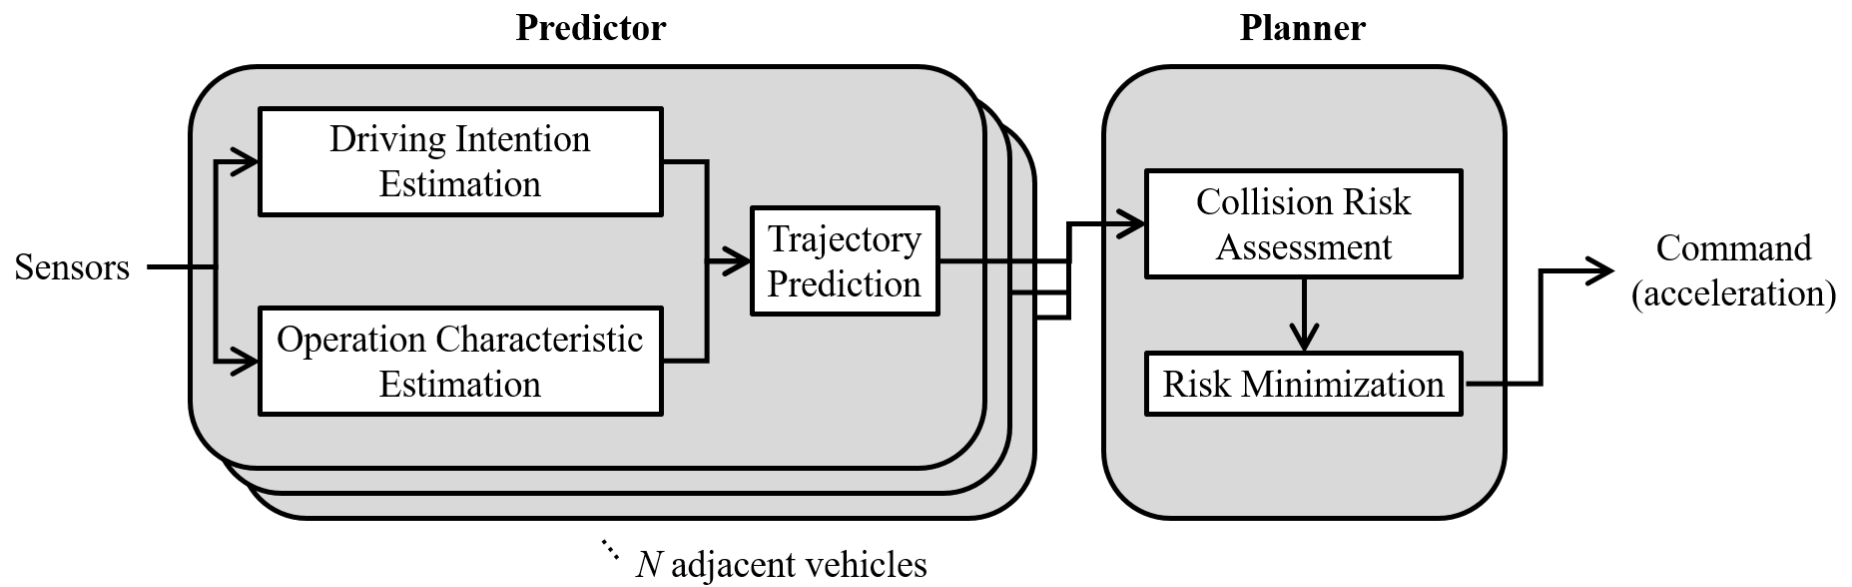 Predictor
Planner
Sensors
Driving Intention
Estimation
Operation Characteristic
Estimation
Trajectory
Prediction
Collision Risk
Assessment
Risk Minimization
Command
(acceleration)
N adjacent vehicles